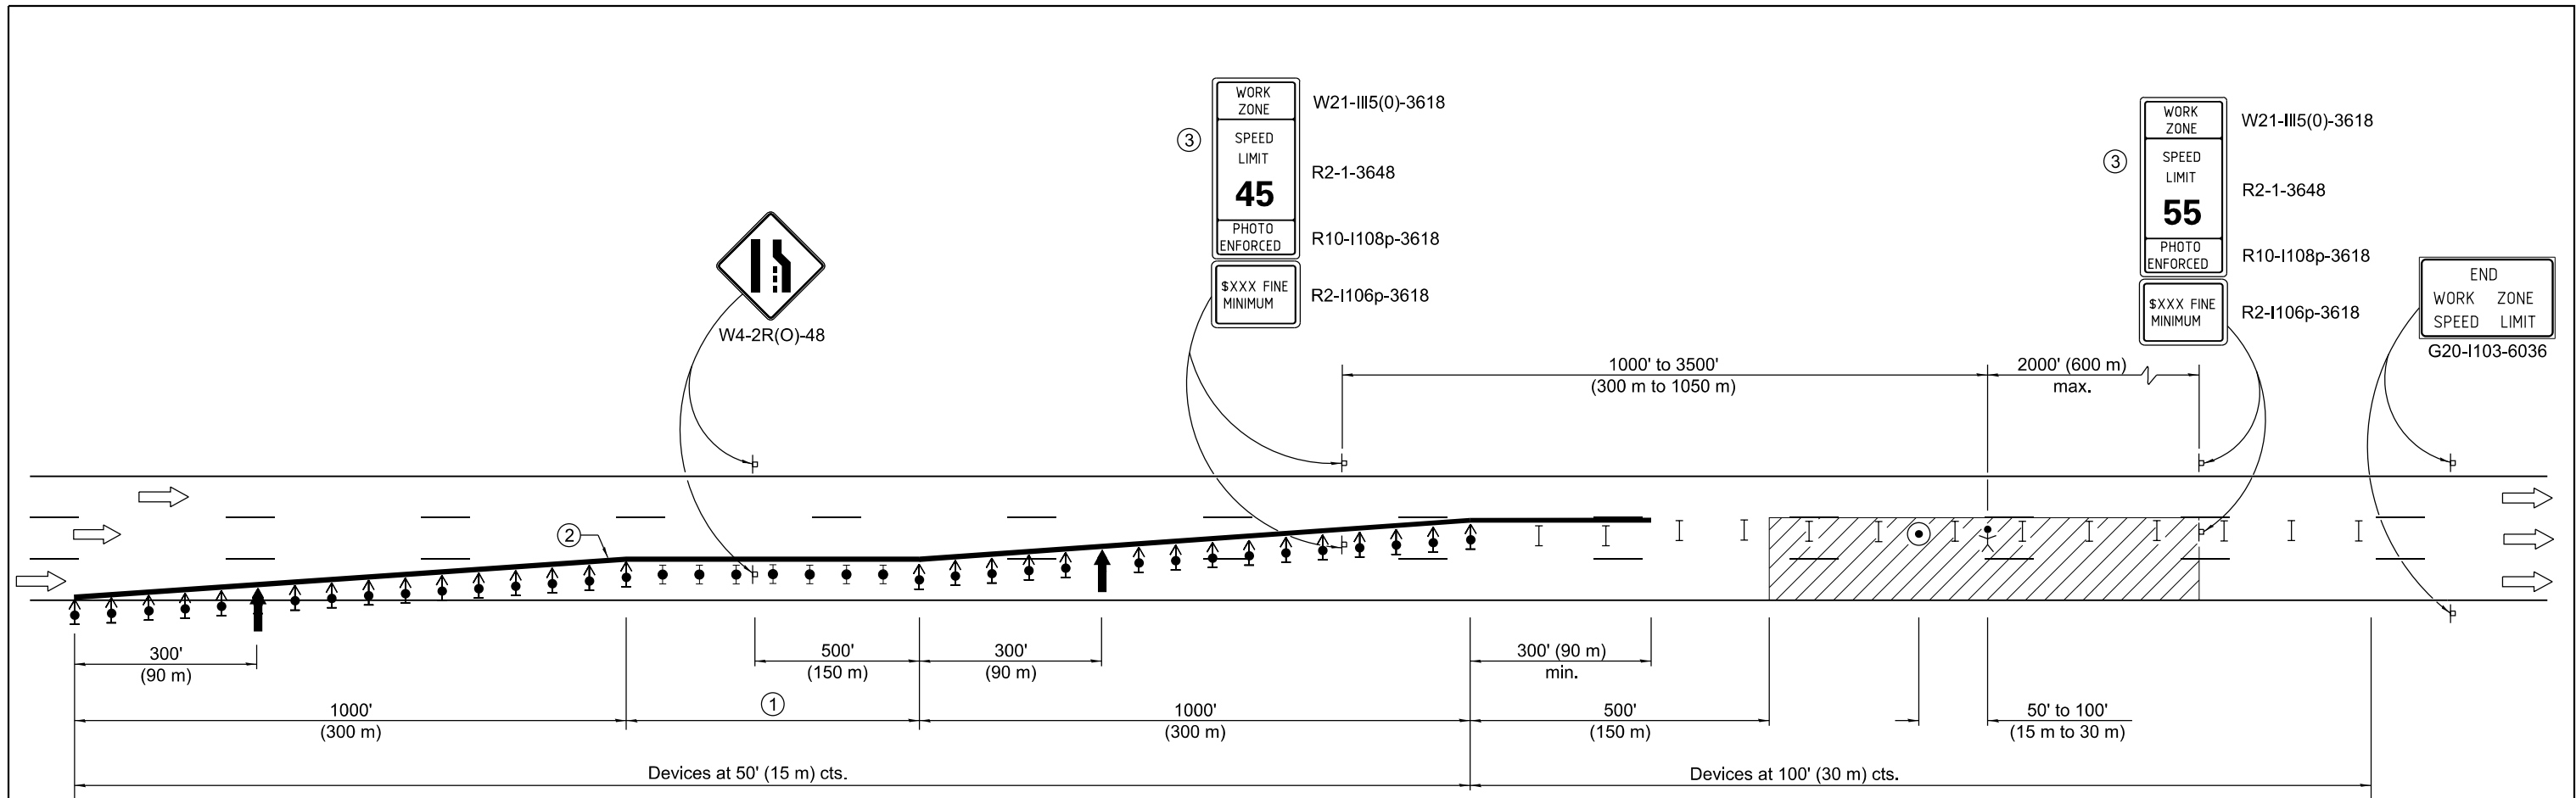 WORK
ZONE
SPEED
LIMIT
45
PHOTO
ENFORCED
$XXX FINE
MINIMUM
W21-III5(0)-3618
R2-1-3648
R10-I108p-3618
R2-I106p-3618
3
WORK
ZONE
SPEED
LIMIT
55
PHOTO
ENFORCED
$XXX FINE
MINIMUM
W21-III5(0)-3618
R2-1-3648
R10-I108p-3618
R2-I106p-3618
3
END
WORK ZONE
SPEED LIMIT
G20-I103-6036
W4-2R(O)-48
1000' to 3500'
(300 m to 1050 m)
2000' (600 m)
max.
2
300'
(90 m)
500'
(150 m)
300'
(90 m)
300' (90 m)
min.
1000'
(300 m)
1
1000'
(300 m)
500'
(150 m)
50' to 100'
(15 m to 30 m)
Devices at 50' (15 m) cts.
Devices at 100' (30 m) cts.